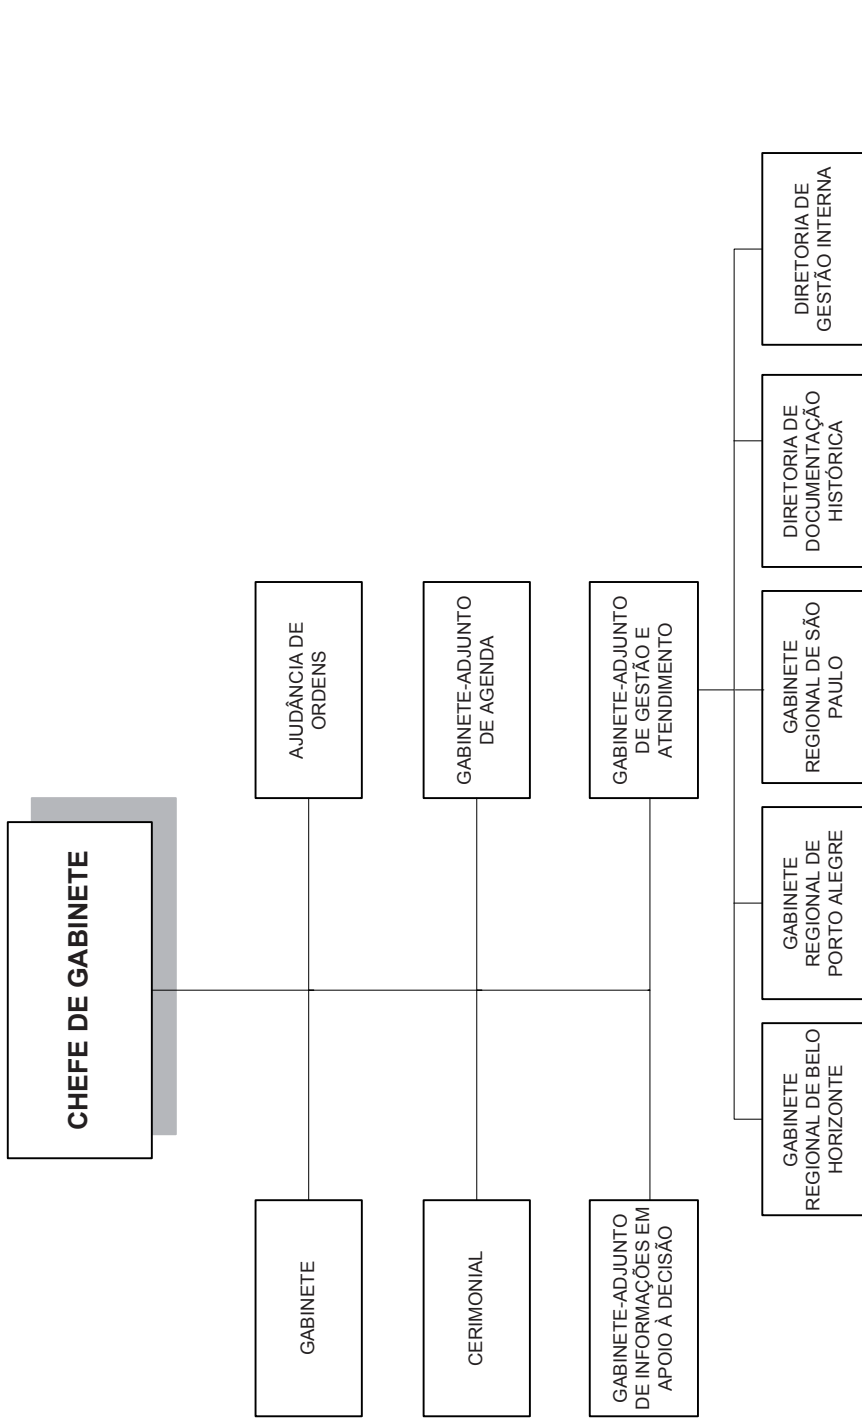 CHEFE DE GABINETE
GABINETE
AJUDÂNCIA DE
ORDENS
CERIMONIAL
GABINETE-ADJUNTO
DE AGENDA
GABINETE-ADJUNTO
DE INFORMAÇÕES EM
APOIO À DECISÃO
GABINETE-ADJUNTO
DE GESTÃO E
ATENDIMENTO
GABINETE
REGIONAL DE BELO
HORIZONTE
GABINETE
REGIONAL DE
PORTO ALEGRE
GABINETE
REGIONAL DE SÃO
PAULO
DIRETORIA DE
DOCUMENTAÇÃO
HISTÓRICA
DIRETORIA DE
GESTÃO INTERNA